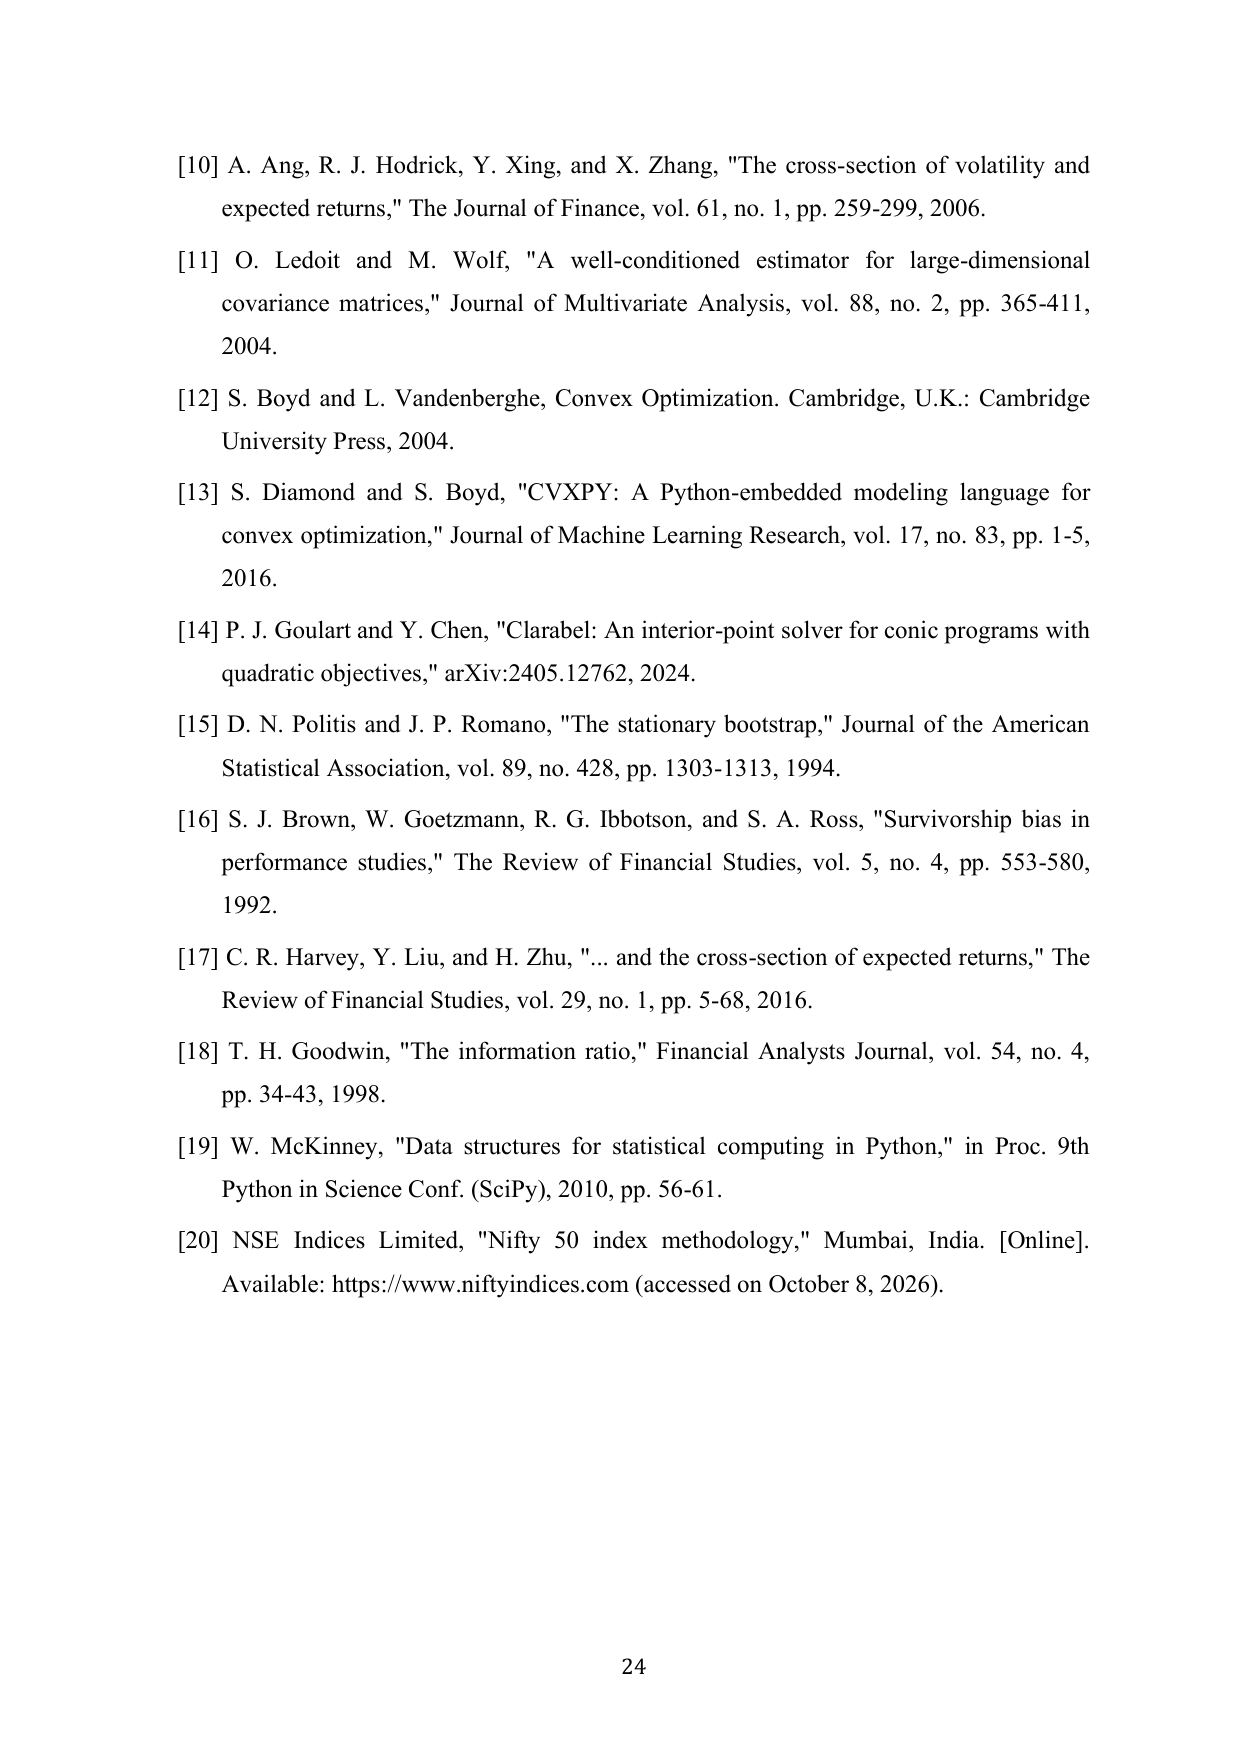 [10] A. Ang, R. J. Hodrick, Y. Xing, and X. Zhang, "The cross-section of volatility and
expected returns," The Journal of Finance, vol. 61, no. 1, pp. 259-299, 2006.
[11] O. Ledoit and M. Wolf, "A well-conditioned estimator for large-dimensional
covariance matrices," Journal of Multivariate Analysis, vol. 88, no. 2, pp. 365-411,
2004.
[12] S. Boyd and L. Vandenberghe, Convex Optimization. Cambridge, U.K.: Cambridge
University Press, 2004.
[13] S. Diamond and S. Boyd, "CVXPY: A Python-embedded modeling language for
convex optimization," Journal of Machine Learning Research, vol. 17, no. 83, pp. 1-5,
2016.
[14] P. J. Goulart and Y. Chen, "Clarabel: An interior-point solver for conic programs with
quadratic objectives," arXiv:2405.12762, 2024.
[15] D. N. Politis and J. P. Romano, "The stationary bootstrap," Journal of the American
Statistical Association, vol. 89, no. 428, pp. 1303-1313, 1994.
[16] S. J. Brown, W. Goetzmann, R. G. Ibbotson, and S. A. Ross, "Survivorship bias in
performance studies," The Review of Financial Studies, vol. 5, no. 4, pp. 553-580,
1992.
[17] C. R. Harvey, Y. Liu, and H. Zhu, "... and the cross-section of expected returns," The
Review of Financial Studies, vol. 29, no. 1, pp. 5-68, 2016.
[18] T. H. Goodwin, "The information ratio," Financial Analysts Journal, vol. 54, no. 4,
pp. 34-43, 1998.
[19] W. McKinney, "Data structures for statistical computing in Python," in Proc. 9th
Python in Science Conf. (SciPy), 2010, pp. 56-61.
[20] NSE Indices Limited, "Nifty 50 index methodology," Mumbai, India. [Online].
Available: https://www.niftyindices.com (accessed on October 8, 2026).
24